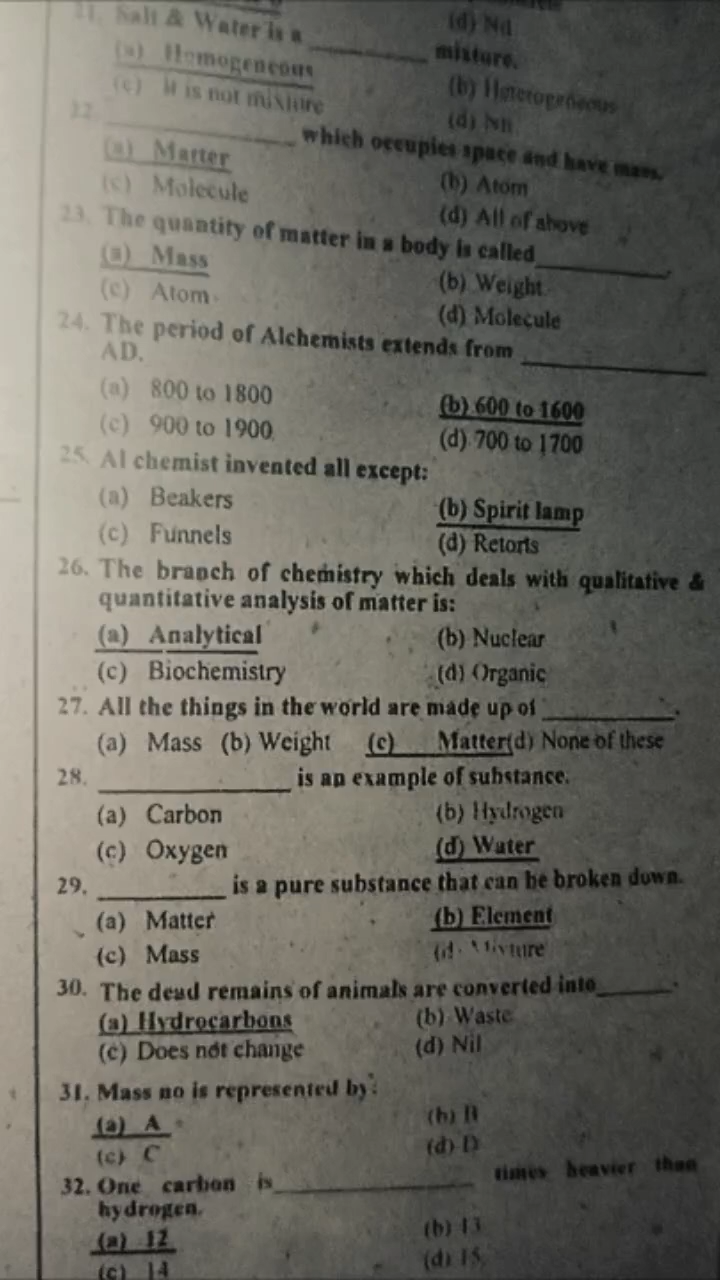 21. Salt & Water is a __________ mixture.
(d) Nil
(a) Homogeneous
(b) Heterogeneous
(c) It is not mixture
(d) Nil
22. __________ which occupies space and have mass.
(a) Matter
(b) Atom
(c) Molecule
(d) All of above
23. The quantity of matter in a body is called__________.
(a) Mass
(b) Weight
(c) Atom
(d) Molecule
24. The period of Alchemists extends from __________
AD.
(a) 800 to 1800
(b) 600 to 1600
(c) 900 to 1900
(d) 700 to 1700
25. Al chemist invented all except:
(a) Beakers
(b) Spirit lamp
(c) Funnels
(d) Retorts
26. The branch of chemistry which deals with qualitative &
quantitative analysis of matter is:
(a) Analytical
(b) Nuclear
(c) Biochemistry
(d) Organic
27. All the things in the world are made up of __________.
(a) Mass (b) Weight (c) Matter(d) None of these
28. __________ is an example of substance.
(a) Carbon
(b) Hydrogen
(c) Oxygen
(d) Water
29. __________ is a pure substance that can be broken down.
(a) Matter
(b) Element
(c) Mass
(d) Mixture
30. The dead remains of animals are converted into______.
(a) Hydrocarbons
(b) Waste
(c) Does not change
(d) Nil
31. Mass no is represented by:
(a) A
(b) B
(c) C
(d) D
32. One carbon is__________ times heavier than
hydrogen.
(a) 12
(b) 13
(c) 14
(d) 15